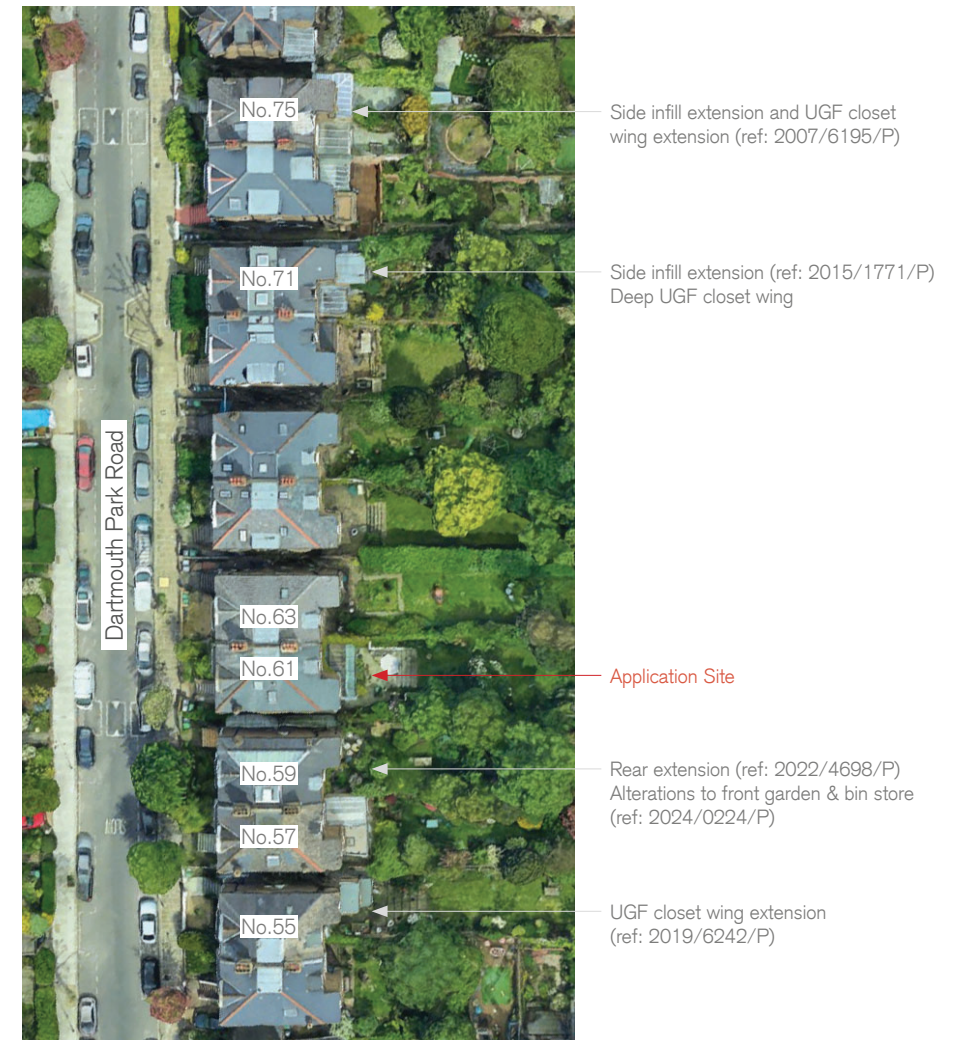 No.75
Side infill extension and UGF closet
wing extension (ref: 2007/6195/P)
No.71
Side infill extension (ref: 2015/1771/P)
Deep UGF closet wing
Dartmouth Park Road
No.63
No.61
Application Site
No.59
Rear extension (ref: 2022/4698/P)
Alterations to front garden & bin store
(ref: 2024/0224/P)
No.57
No.55
UGF closet wing extension
(ref: 2019/6242/P)